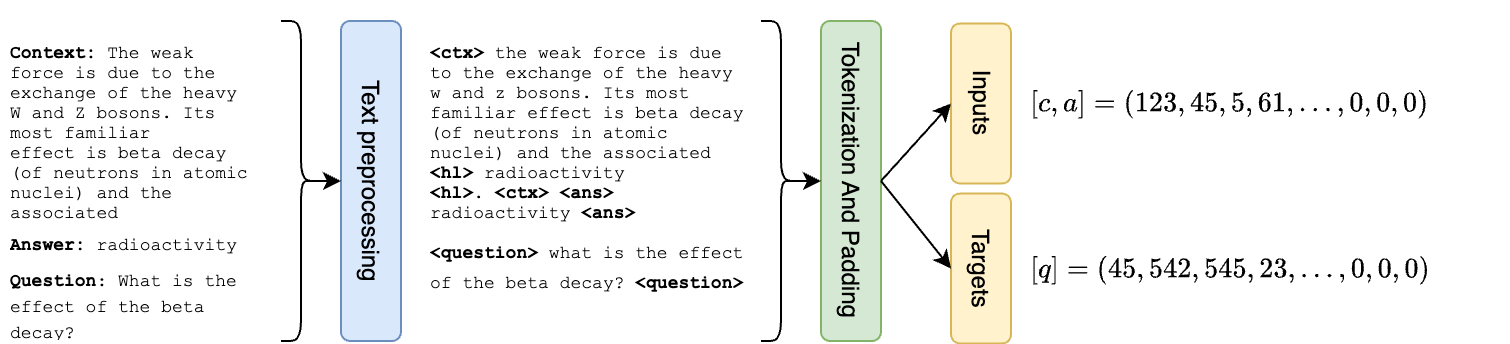 Context: The weak
force is due to the
exchange of the heavy
W and Z bosons. Its
most familiar
effect is beta decay
(of neutrons in atomic
nuclei) and the
associated
Answer: radioactivity
Question: What is the
effect of the beta
decay?
Text preprocessing
<ctx> the weak force is due
to the exchange of the heavy
w and z bosons. Its most
familiar effect is beta decay
(of neutrons in atomic
nuclei) and the associated
<hl> radioactivity
<hl>. <ctx> <ans>
radioactivity <ans>
<question> what is the effect
of the beta decay? <question>
Tokenization And Padding
Inputs
[c, a] = (123, 45, 5, 61, . . . , 0, 0, 0)
Targets
[q] = (45, 542, 545, 23, . . . , 0, 0, 0)